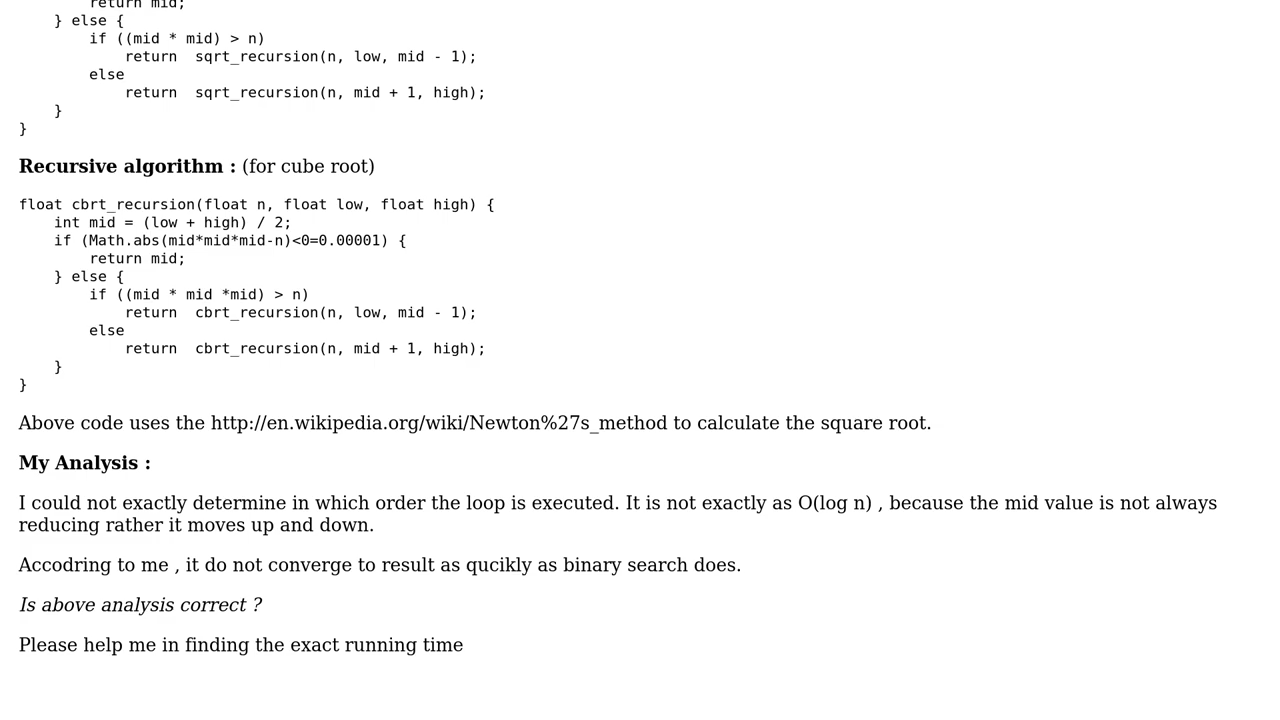 return mid;
} else {
if ((mid * mid) > n)
return  sqrt_recursion(n, low, mid - 1);
else
return  sqrt_recursion(n, mid + 1, high);
}
}
Recursive algorithm : (for cube root)
float cbrt_recursion(float n, float low, float high) {
int mid = (low + high) / 2;
if (Math.abs(mid*mid*mid-n)<0=0.00001) {
return mid;
} else {
if ((mid * mid *mid) > n)
return  cbrt_recursion(n, low, mid - 1);
else
return  cbrt_recursion(n, mid + 1, high);
}
}
Above code uses the http://en.wikipedia.org/wiki/Newton%27s_method to calculate the square root.
My Analysis :
I could not exactly determine in which order the loop is executed. It is not exactly as O(log n) , because the mid value is not always
reducing rather it moves up and down.
Accodring to me , it do not converge to result as qucikly as binary search does.
Is above analysis correct ?
Please help me in finding the exact running time